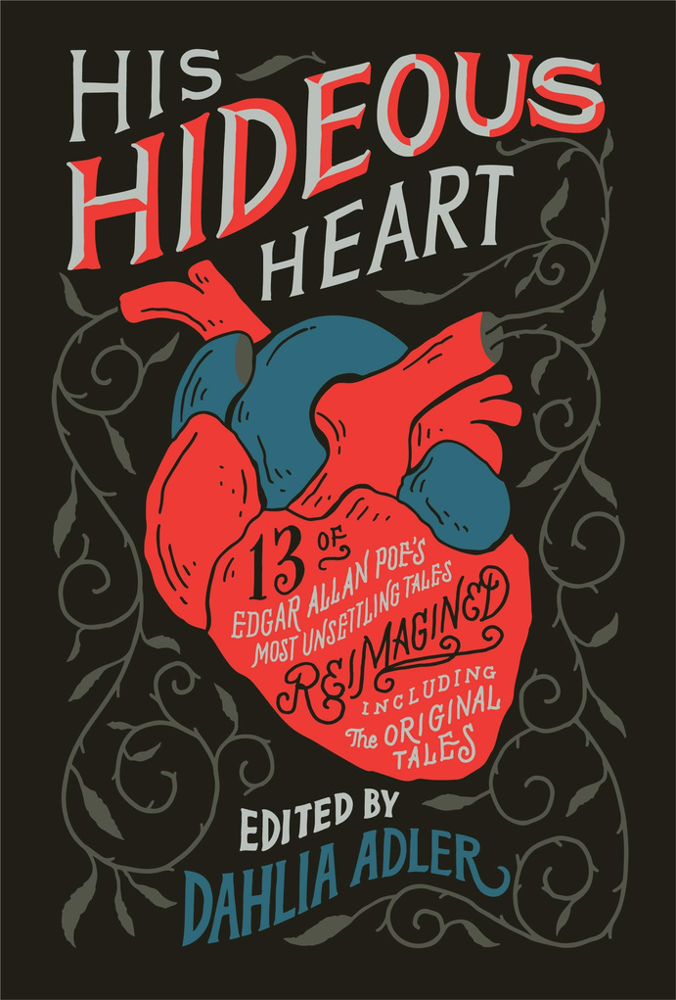 HIS
HIDEOUS
HEART
13 OF
EDGAR ALLAN POE'S
MOST UNSETTLING TALES
REIMAGINED
INCLUDING
The ORIGINAL
TALES
EDITED BY
DAHLIA ADLER